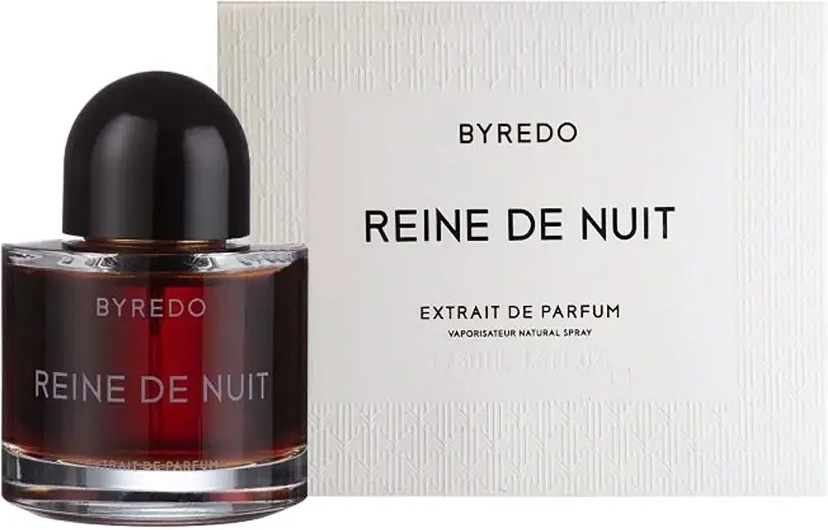 BYREDO
REINE DE NUIT
EXTRAIT DE PARFUM
BYREDO
REINE DE NUIT
EXTRAIT DE PARFUM
VAPORISATEUR NATURAL SPRAY